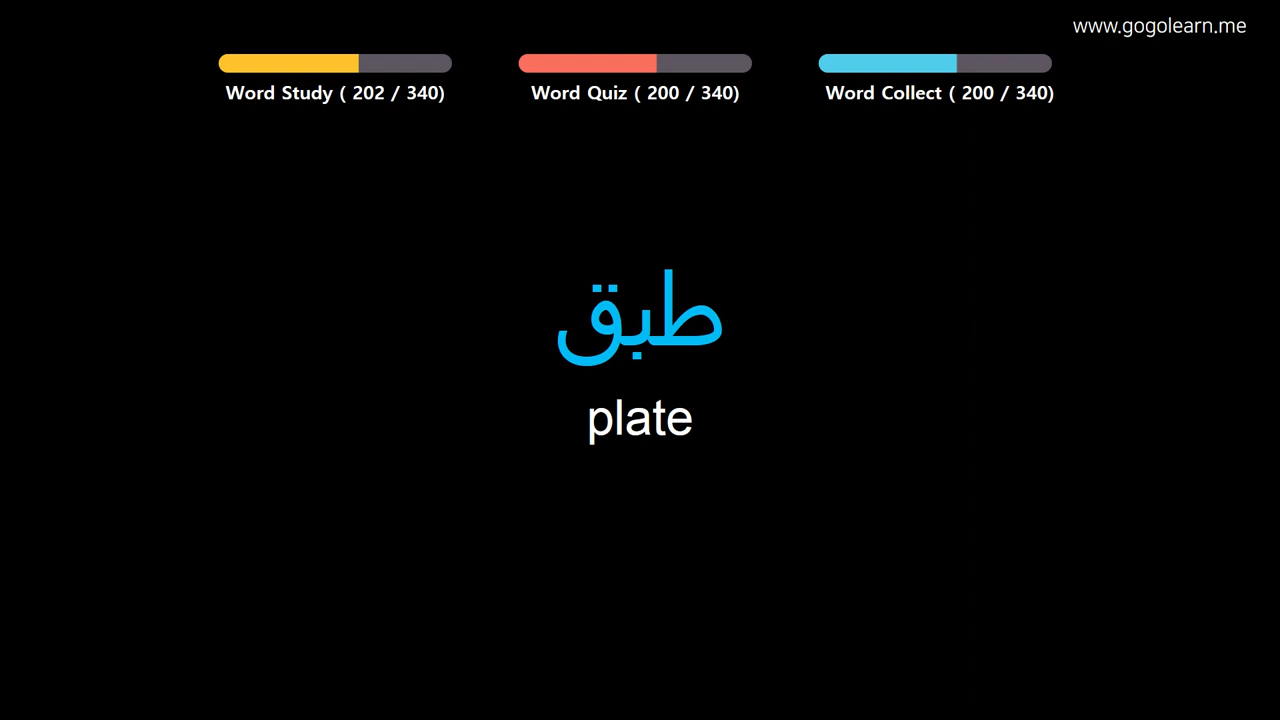 www.gogolearn.me
Word Study ( 202 / 340)
Word Quiz ( 200 / 340)
Word Collect ( 200 / 340)
طبق
plate